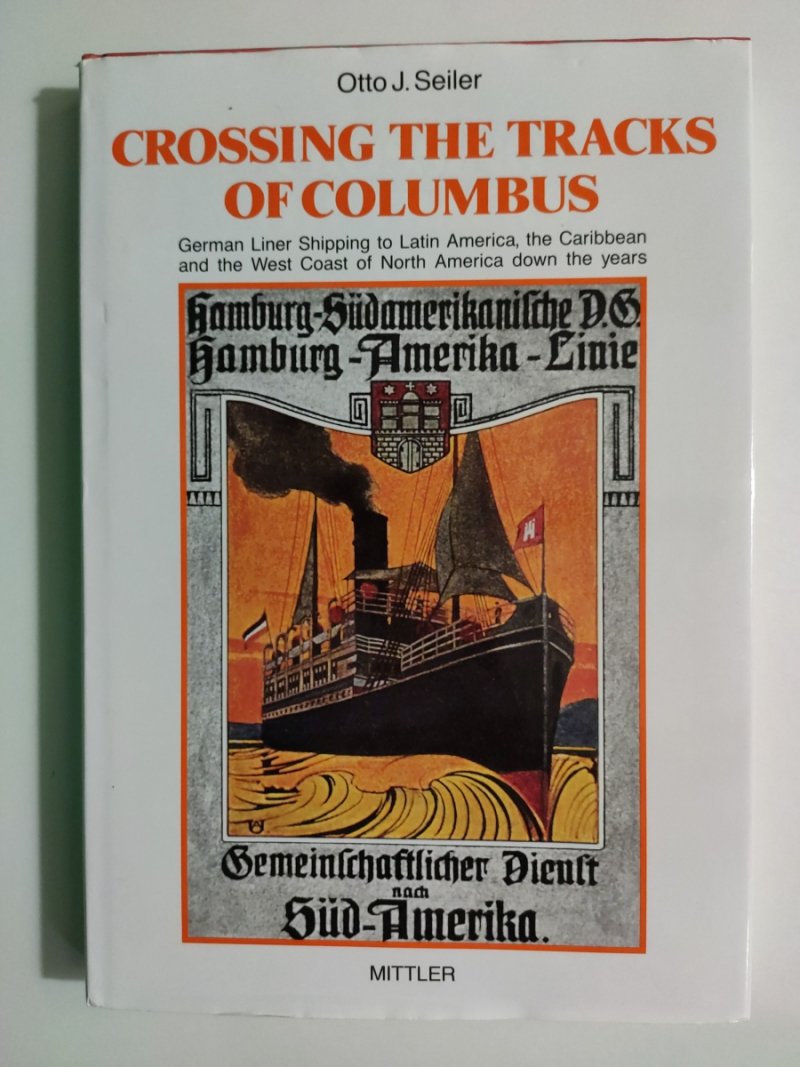 Otto J. Seiler
CROSSING THE TRACKS
OF COLUMBUS
German Liner Shipping to Latin America, the Caribbean
and the West Coast of North America down the years
Hamburg-Südamerikanische D.G.
Hamburg-Amerika-Linie
Gemeinschaftlicher Dienst
nach
Süd-Amerika.
MITTLER